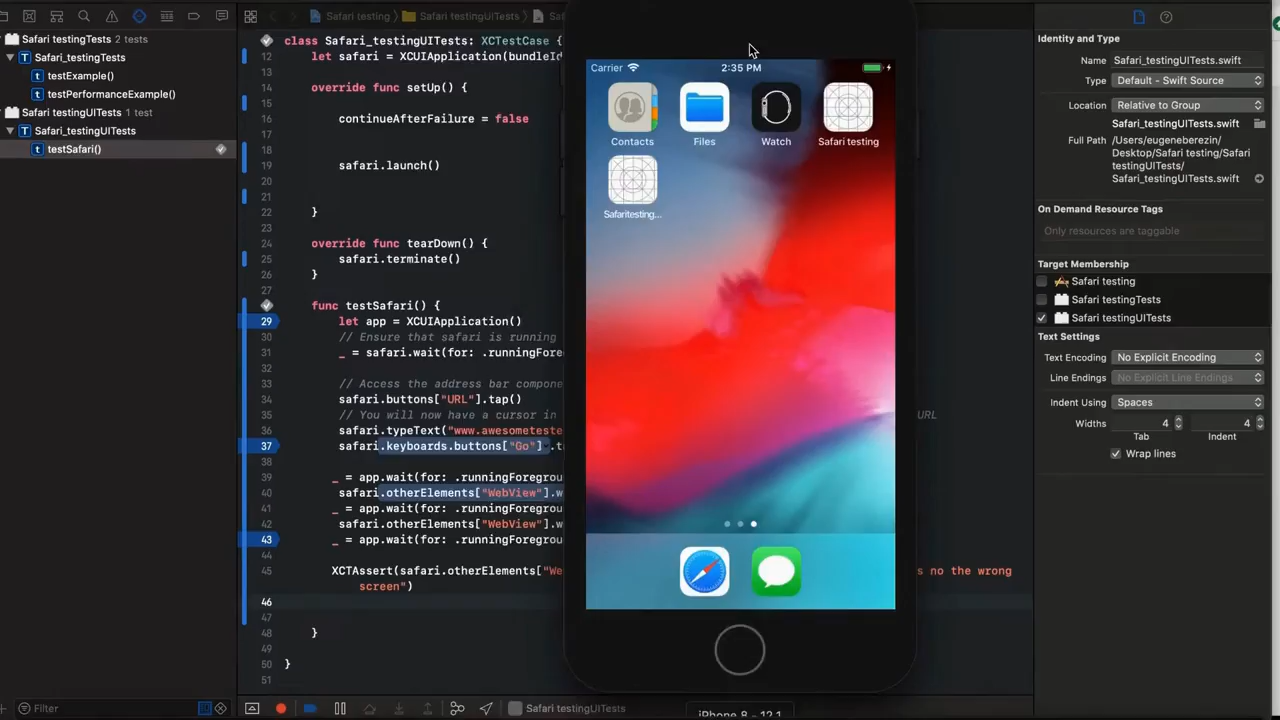 Safari testing
Safari testingUITests
Safari testingTests 2 tests
T Safari_testingTests
t testExample()
t testPerformanceExample()
Safari testingUITests 1 test
T Safari_testingUITests
t testSafari()
Filter
class Safari_testingUITests: XCTestCase {
12 let safari = XCUIApplication(
13
14 override func setUp() {
15
16 continueAfterFailure = false
17
18
19 safari.launch()
20
21
22 }
23
24 override func tearDown() {
25 safari.terminate()
26 }
27
func testSafari() {
29 let app = XCUIApplication()
30 // Ensure that safari is running
31 _ = safari.wait(for:
32
33 // Access the address bar
34 safari.buttons["URL"].tap()
35 // You will now have a cursor in URL
36 safari.typeText(
37 safari.keyboards.buttons["Go"]
38
39 _ = app.wait(for:
40 safari.otherElements["WebView"]
41 _ = app.wait(for:
42 safari.otherElements["WebView"]
43 _ = app.wait(for:
44
45 XCTAssert(safari.otherElements[ no the wrong
screen")
46
47
48 }
49
50 }
51
Safari testingUITests
Carrier 2:35 PM
Contacts Files Watch Safari testing
Safaritesting...
iPhone 8 - 12.1
Identity and Type
Name Safari_testingUITests.swift
Type Default - Swift Source
Location Relative to Group
Safari_testingUITests.swift
Full Path /Users/eugeneberezin/
Desktop/Safari testing/Safari
testingUITests/
Safari_testingUITests.swift
On Demand Resource Tags
Only resources are taggable
Target Membership
Safari testing
Safari testingTests
Safari testingUITests
Text Settings
Text Encoding No Explicit Encoding
Line Endings No Explicit Line Endings
Indent Using Spaces
Widths 4 4
Tab Indent
Wrap lines